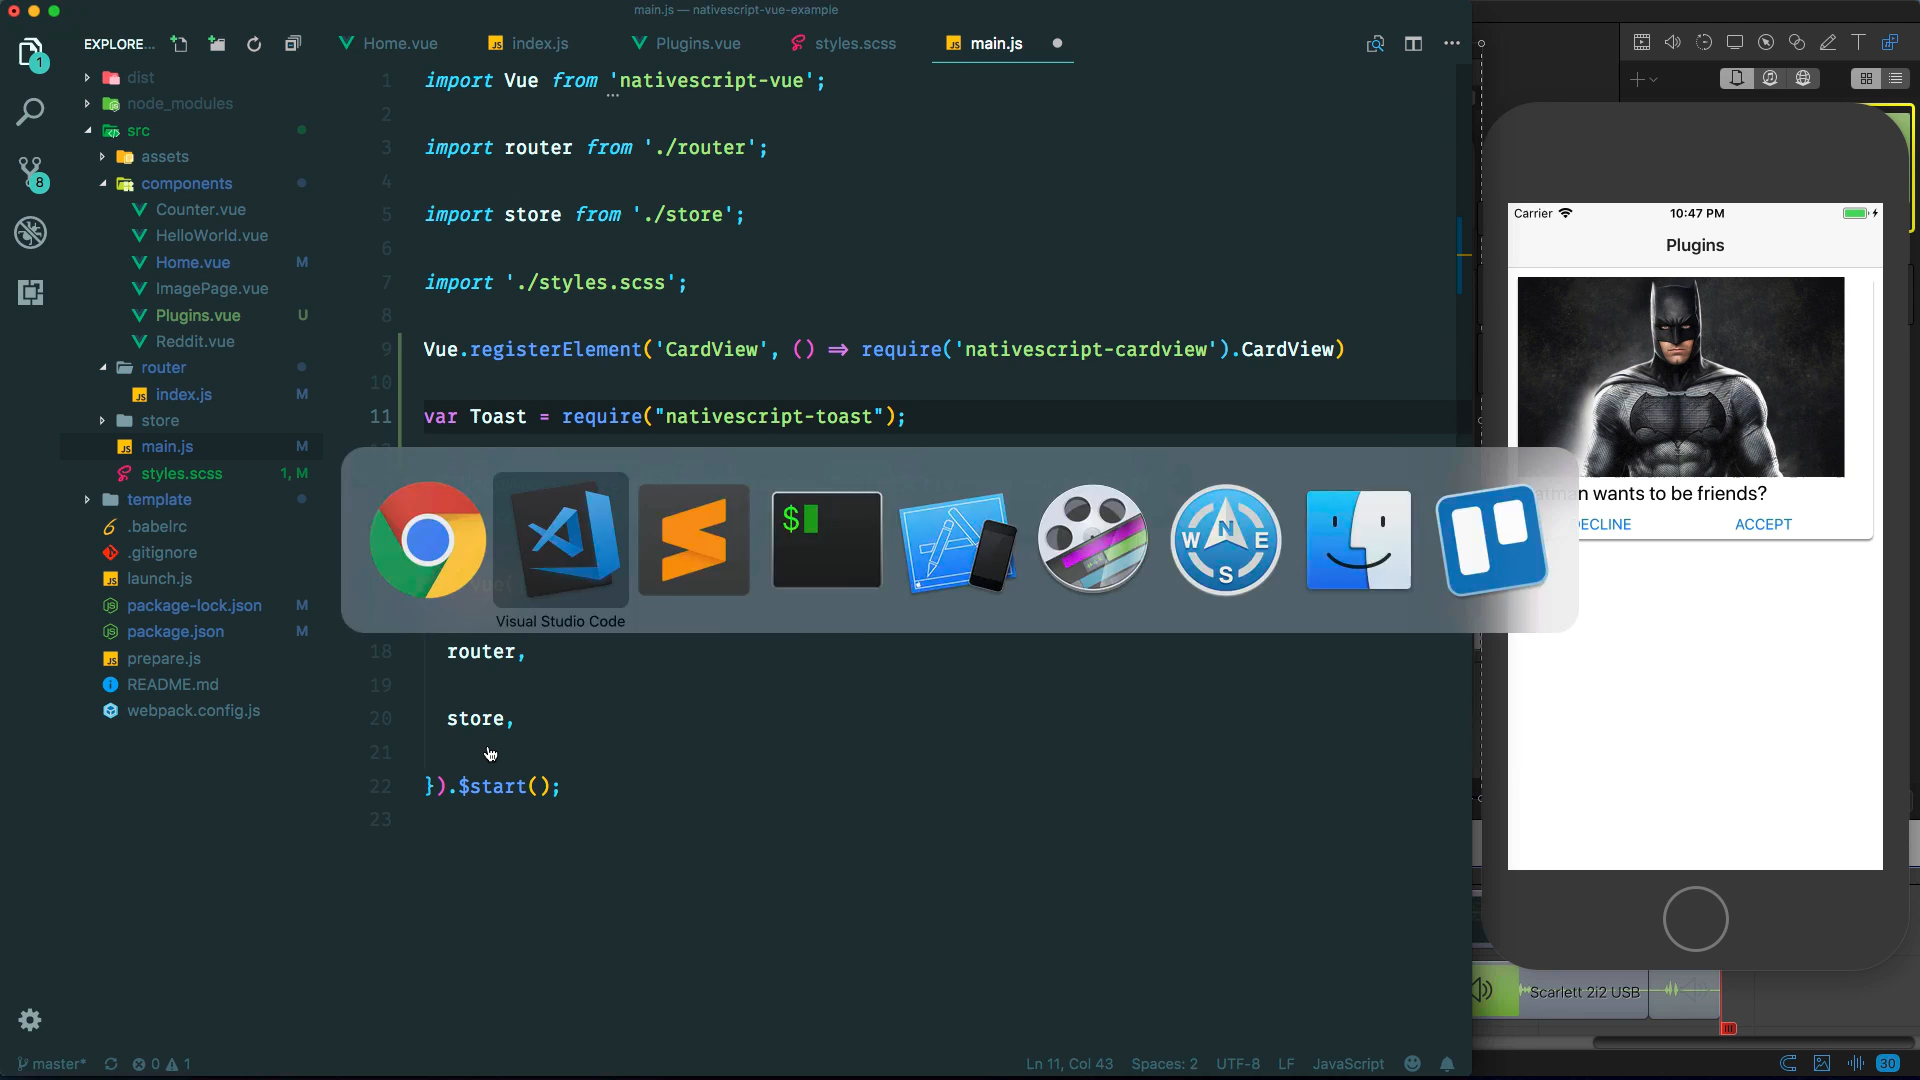 main.js — nativescript-vue-example
EXPLORE...
Home.vue
index.js
Plugins.vue
styles.scss
main.js
1
8
dist
node_modules
src
assets
components
Counter.vue
HelloWorld.vue
Home.vue M
ImagePage.vue
Plugins.vue U
Reddit.vue
router
index.js M
store
main.js M
styles.scss 1, M
template
.babelrc
.gitignore
launch.js
package-lock.json M
package.json M
prepare.js
README.md
webpack.config.js
1 import Vue from 'nativescript-vue';
2
3 import router from './router';
4
5 import store from './store';
6
7 import './styles.scss';
8
9 Vue.registerElement('CardView', () => require('nativescript-cardview').CardView)
10
11 var Toast = require("nativescript-toast");
18 router,
19
20 store,
21
22 }).$start();
23
Visual Studio Code
$
N
W E
S
Carrier
10:47 PM
Plugins
man wants to be friends?
ECLINE
ACCEPT
Scarlett 2i2 USB
master*
0
1
Ln 11, Col 43
Spaces: 2
UTF-8
LF
JavaScript
30